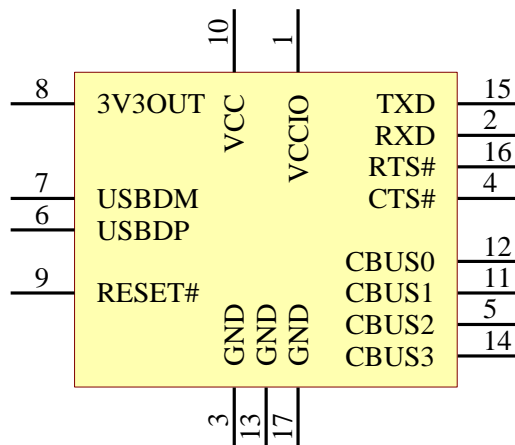 10 1
8 3V3OUT VCC VCCIO TXD 15
RXD 2
RTS# 16
7 USBDM CTS# 4
6 USBDP
CBUS0 12
9 RESET# CBUS1 11
GND GND GND CBUS2 5
CBUS3 14
3 13 17